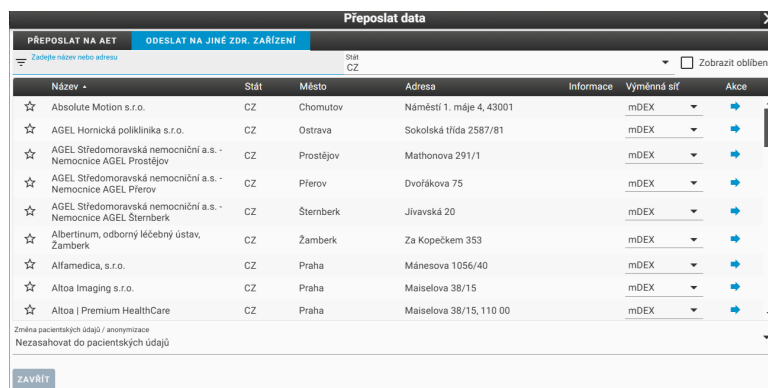 Přeposlat data
PŘEPOSLAT NA AET ODESLAT NA JINÉ ZDR. ZAŘÍZENÍ
Zadejte název nebo adresu Stát
CZ Zobrazit oblíben
Název Stát Město Adresa Informace Výměnná síť Akce
Absolute Motion s.r.o. CZ Chomutov Náměstí 1. máje 4, 43001 mDEX
AGEL Hornická poliklinika s.r.o. CZ Ostrava Sokolská třída 2587/81 mDEX
AGEL Středomoravská nemocniční a.s. -
Nemocnice AGEL Prostějov CZ Prostějov Mathonova 291/1 mDEX
AGEL Středomoravská nemocniční a.s. -
Nemocnice AGEL Přerov CZ Přerov Dvořákova 75 mDEX
AGEL Středomoravská nemocniční a.s. -
Nemocnice AGEL Šternberk CZ Šternberk Jívavská 20 mDEX
Albertinum, odborný léčebný ústav,
Žamberk CZ Žamberk Za Kopečkem 353 mDEX
Alfamedica, s.r.o. CZ Praha Mánesova 1056/40 mDEX
Altoa Imaging s.r.o. CZ Praha Maiselova 38/15 mDEX
Altoa | Premium HealthCare CZ Praha Maiselova 38/15, 110 00 mDEX
Změna pacientských údajů / anonymizace
Nezasahovat do pacientských údajů
ZAVŘÍT